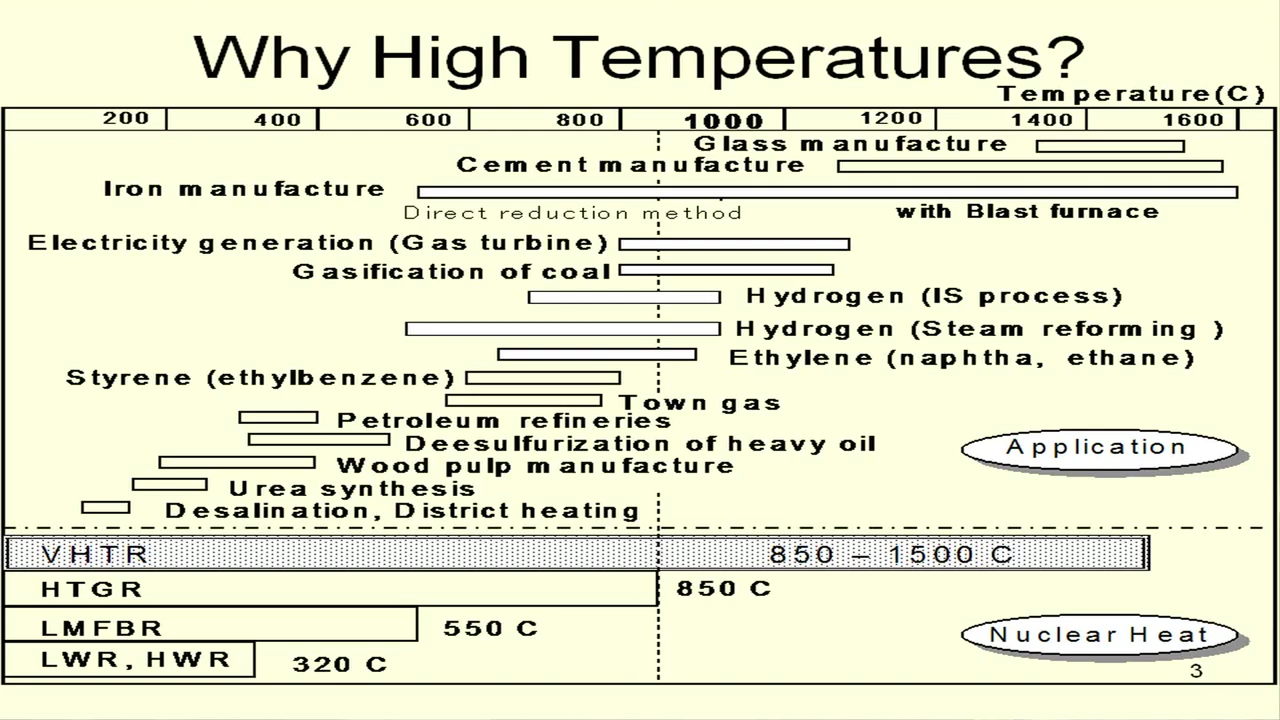 Why High Temperatures?
Temperature(C)
200 400 600 800 1000 1200 1400 1600
Glass manufacture
Cement manufacture
Iron manufacture
Direct reduction method with Blast furnace
Electricity generation (Gas turbine)
Gasification of coal
Hydrogen (IS process)
Hydrogen (Steam reforming )
Ethylene (naphtha, ethane)
Styrene (ethylbenzene)
Town gas
Petroleum refineries
Deesulfurization of heavy oil
Application
Wood pulp manufacture
Urea synthesis
Desalination, District heating
VHTR 850 – 1500 C
HTGR 850 C
LMFBR 550 C
Nuclear Heat
LWR, HWR 320 C
3